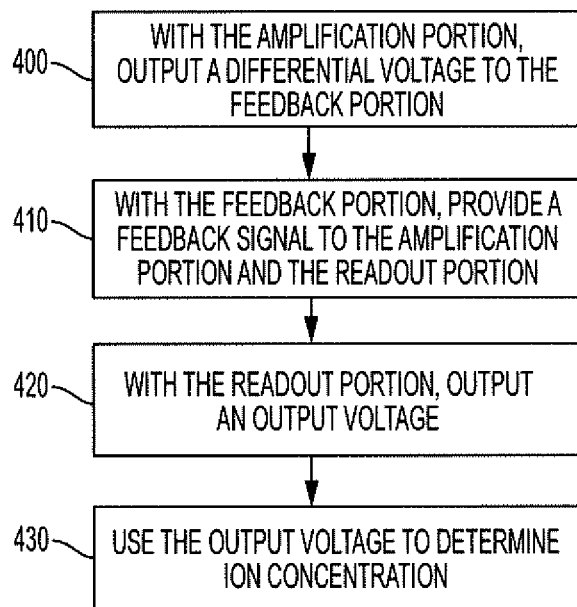 400
WITH THE AMPLIFICATION PORTION,
OUTPUT A DIFFERENTIAL VOLTAGE TO THE
FEEDBACK PORTION
410
WITH THE FEEDBACK PORTION, PROVIDE A
FEEDBACK SIGNAL TO THE AMPLIFICATION
PORTION AND THE READOUT PORTION
420
WITH THE READOUT PORTION, OUTPUT
AN OUTPUT VOLTAGE
430
USE THE OUTPUT VOLTAGE TO DETERMINE
ION CONCENTRATION